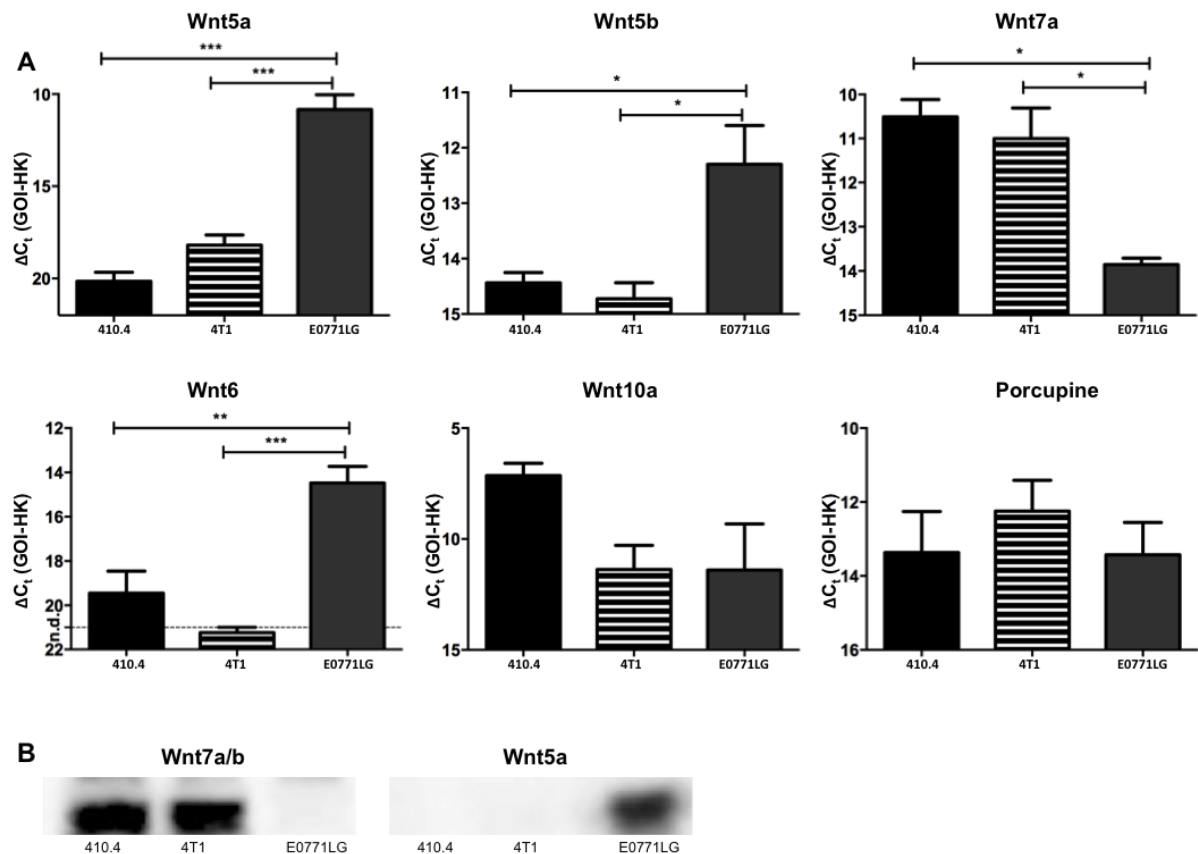 A
Wnt5a
***
***
ΔCt (GOI-HK)
10
15
20
410.4 4T1 E0771LG
Wnt5b
*
*
ΔCt (GOI-HK)
11
12
13
14
15
410.4 4T1 E0771LG
Wnt7a
*
*
ΔCt (GOI-HK)
10
11
12
13
14
15
410.4 4T1 E0771LG
Wnt6
**
***
ΔCt (GOI-HK)
12
14
16
18
20
n.d.
22
410.4 4T1 E0771LG
Wnt10a
ΔCt (GOI-HK)
5
10
15
410.4 4T1 E0771LG
Porcupine
ΔCt (GOI-HK)
10
12
14
16
410.4 4T1 E0771LG
B
Wnt7a/b
410.4 4T1 E0771LG
Wnt5a
410.4 4T1 E0771LG